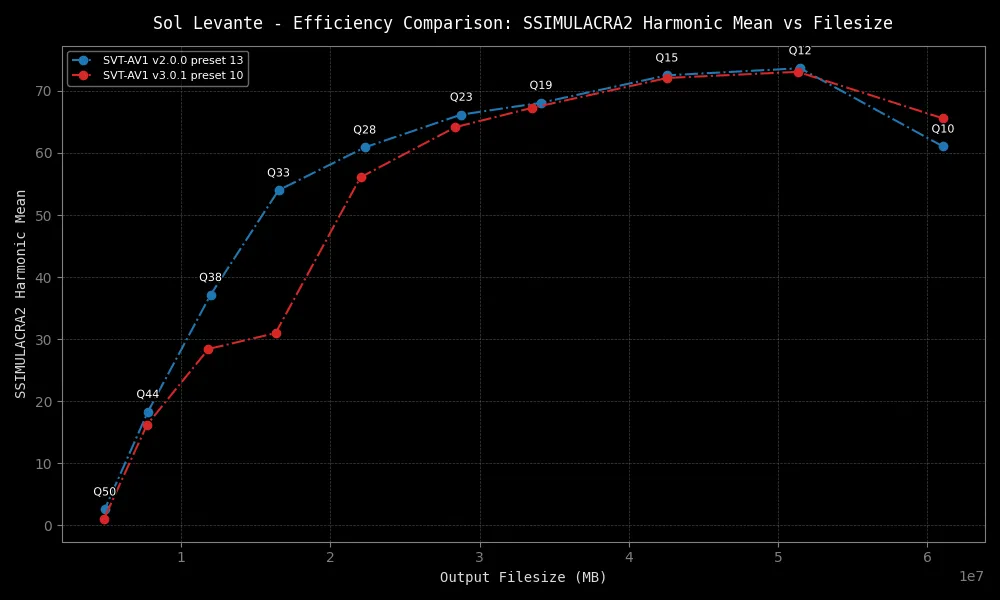 Sol Levante - Efficiency Comparison: SSIMULACRA2 Harmonic Mean vs Filesize
SVT-AV1 v2.0.0 preset 13
SVT-AV1 v3.0.1 preset 10
SSIMULACRA2 Harmonic Mean
70
60
50
40
30
20
10
0
Q50
Q44
Q38
Q33
Q28
Q23
Q19
Q15
Q12
Q10
1
2
3
4
5
6
1e7
Output Filesize (MB)